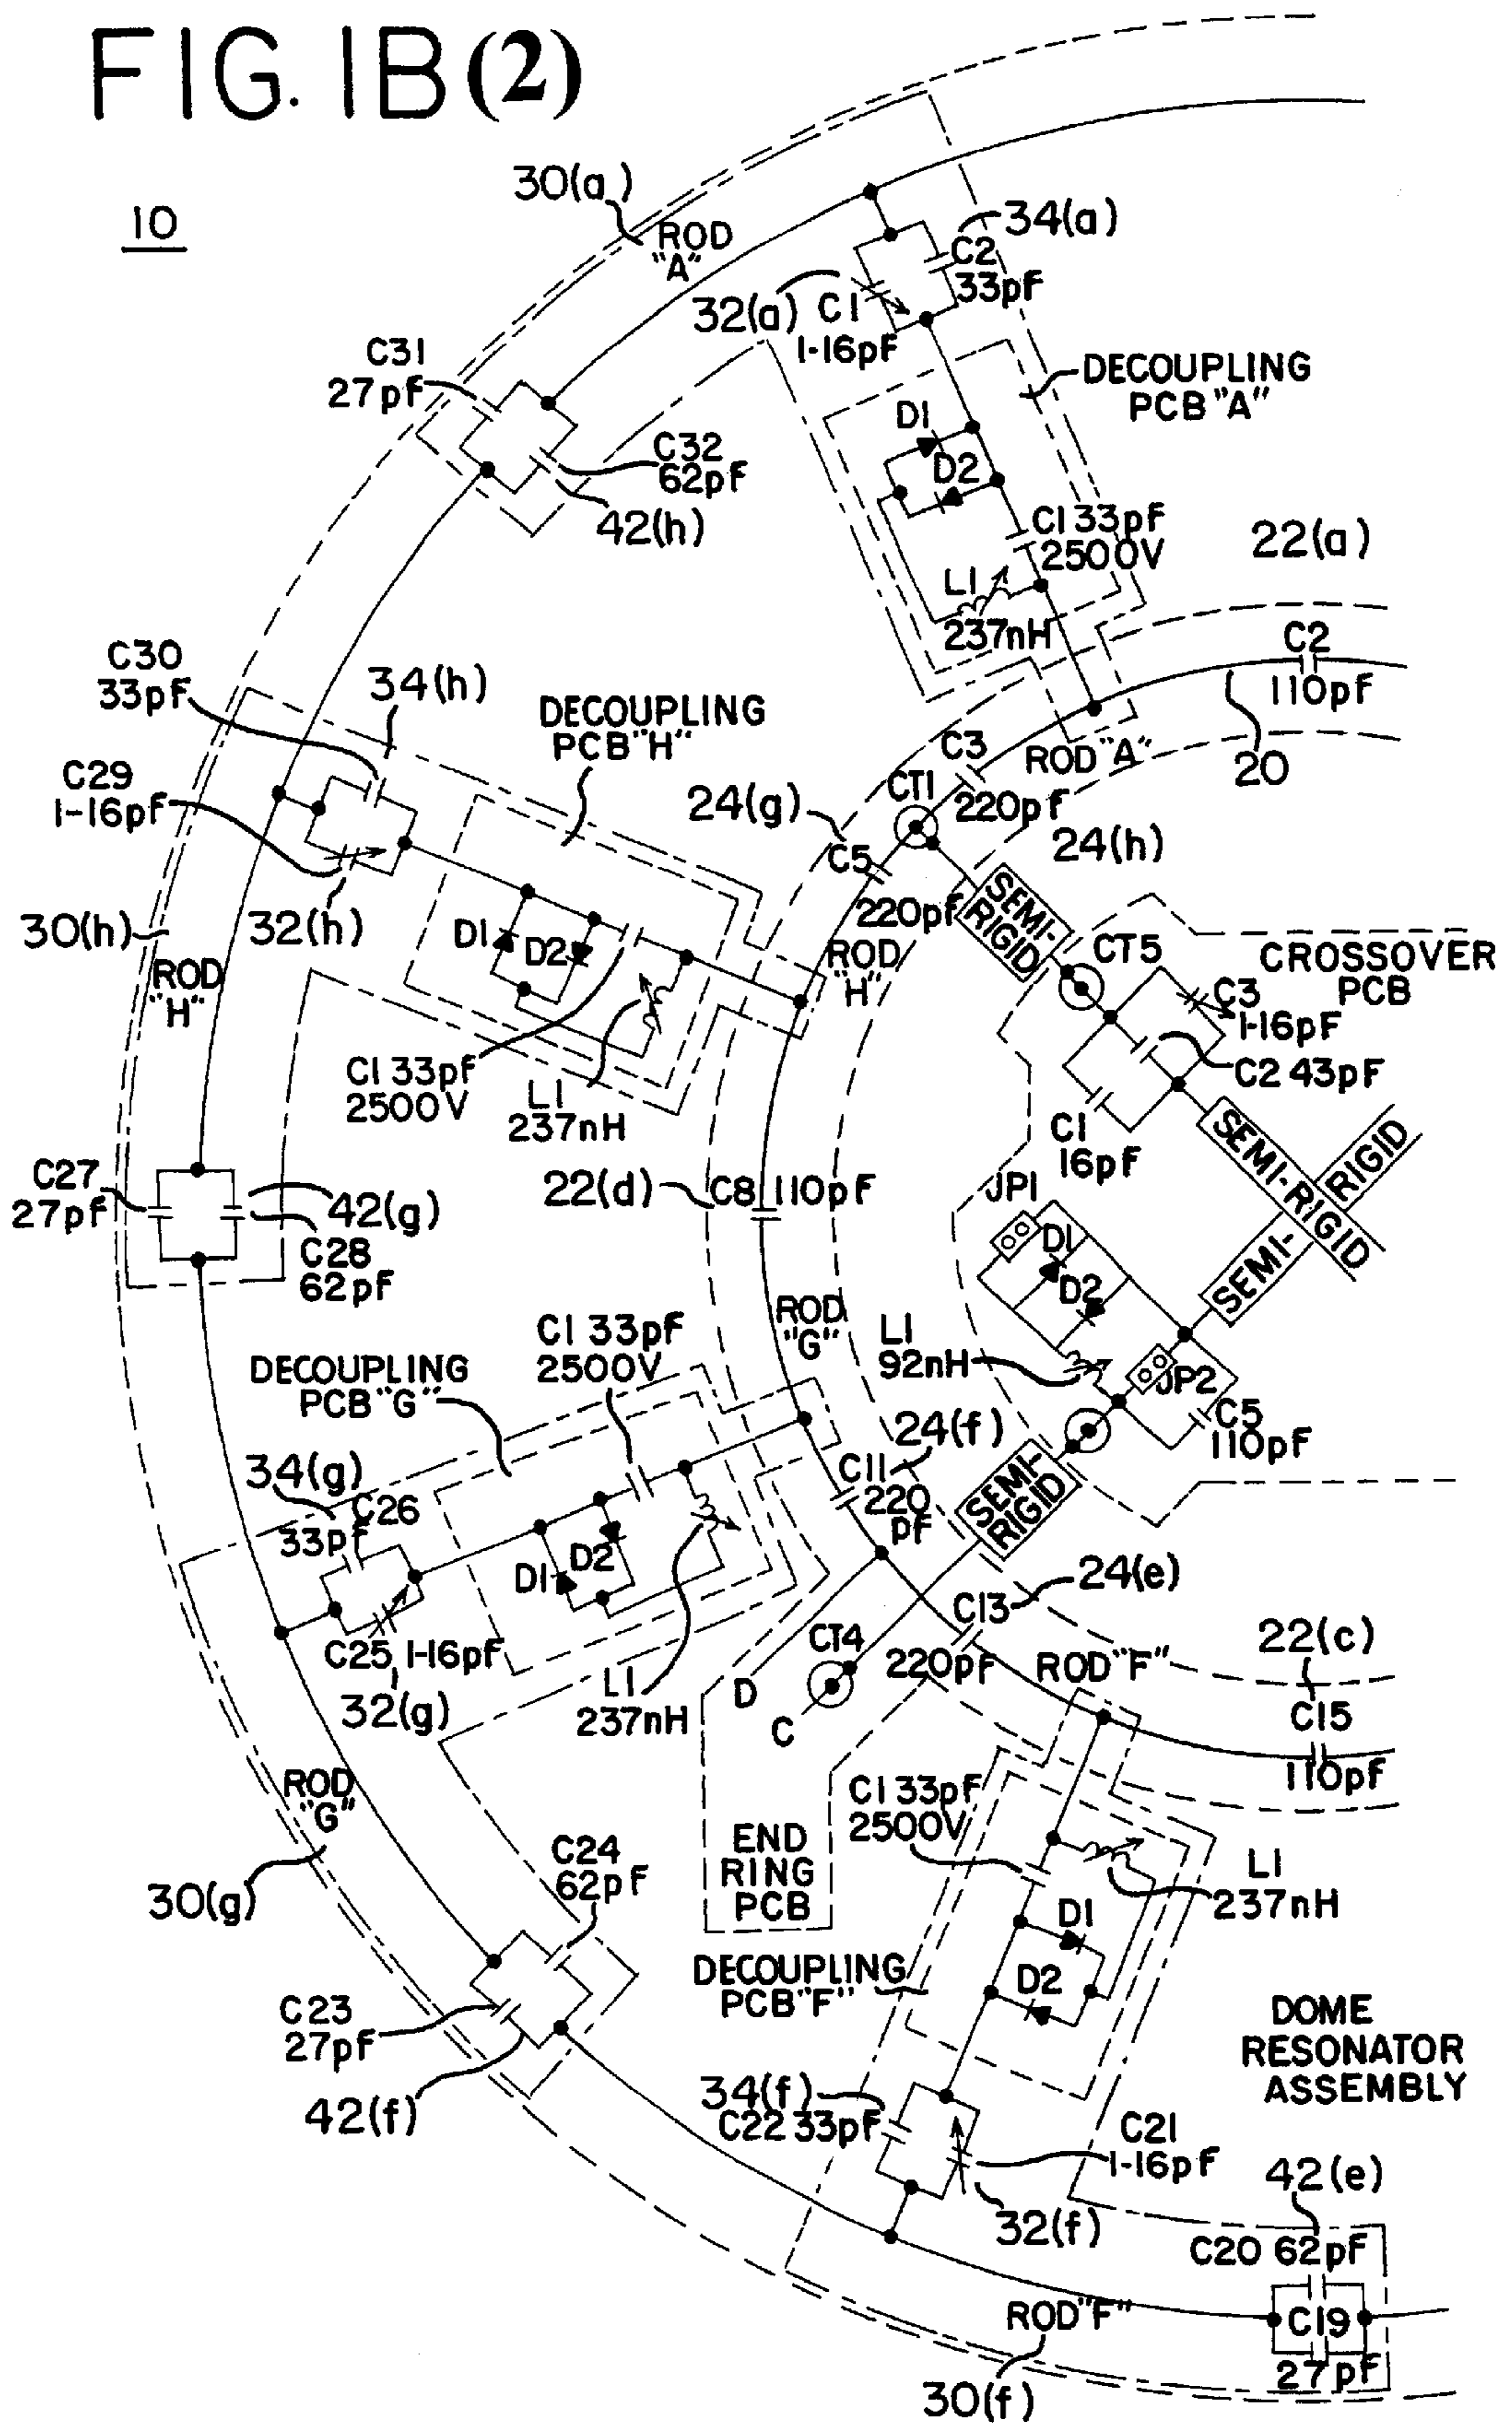 FIG. 1B(2)
10
30(a)
ROD
"A"
34(a)
C2
33pf
32(a) C1
1-16pf
C31
27pf
DECOUPLING
PCB "A"
D1
D2
C32
62pf
42(h)
C1 33pf
2500V
22(a)
L1
237nH
C2
110pf
C30
33pf
34(h)
DECOUPLING
PCB "H"
C3
ROD "A"
20
C29
1-16pf
24(g)
CT1
220pf
24(h)
C5
220pf
SEMI-
RIGID
30(h)
32(h)
D1
D2
ROD
"H"
ROD
"H"
CT5
CROSSOVER
PCB
C3
1-16pF
C2 43pF
C1 33pf
2500V
L1
237nH
C1
16pf
SEMI-RIGID
RIGID
SEMI-
C27
27pf
42(g)
C28
62pf
22(d)
C8 110pF
JP1
D1
D2
ROD
"G"
L1
92nH
JP2
C5
110pf
C1 33pf
2500V
DECOUPLING
PCB "G"
24(f)
34(g)
C26
33pf
C11
220
pf
SEMI-
RIGID
D1
D2
24(e)
C13
220pF
CT4
C25 1-16pf
32(g)
L1
237nH
D
C
ROD "F"
22(c)
C15
110pf
ROD
"G"
C1 33pf
2500V
30(g)
C24
62pf
END
RING
PCB
L1
237nH
D1
D2
DECOUPLING
PCB "F"
C23
27pf
42(f)
DOME
RESONATOR
ASSEMBLY
34(f)
C22 33pf
C21
1-16pf
32(f)
42(e)
C20 62pf
C19
27pf
ROD "F"
30(f)